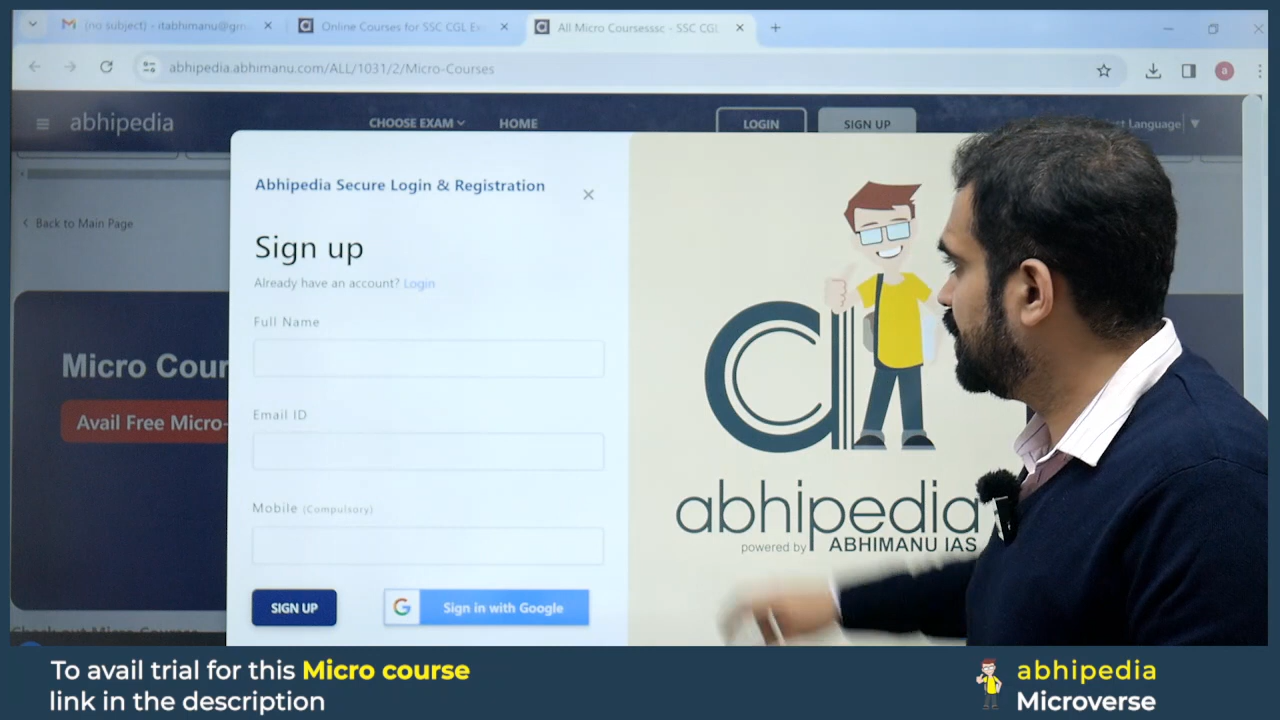 (no subject) - itabhimanu@gm
Online Courses for SSC CGL Ex
All Micro Coursesssc - SSC CGL
abhipedia.abhimanu.com/ALL/1031/2/Micro-Courses
a
abhipedia
CHOOSE EXAM
HOME
LOGIN
SIGN UP
ct Language
Back to Main Page
Abhipedia Secure Login & Registration
Sign up
Already have an account? Login
Full Name
Email ID
Mobile (Compulsory)
SIGN UP
Sign in with Google
Micro Cour
Avail Free Micro-
abhipedia
powered by ABHIMANU IAS
To avail trial for this Micro course
link in the description
abhipedia
Microverse